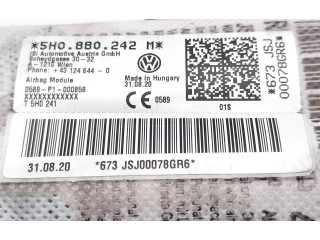 *5H0.880.242 M*
iSi Automotive Austria GmbH
Scheydgasse 30-32
A - 1210 Wien
Phone: + 43 124 644 - 0
Airbag Module
0589-P1-000858
XXXXXXXXXXX
T 5H0 241
Made in Hungary
31.08.20
CE 0589
01S
*673 JSJ
00078GR6*
31.08.20
*673 JSJ00078GR6*